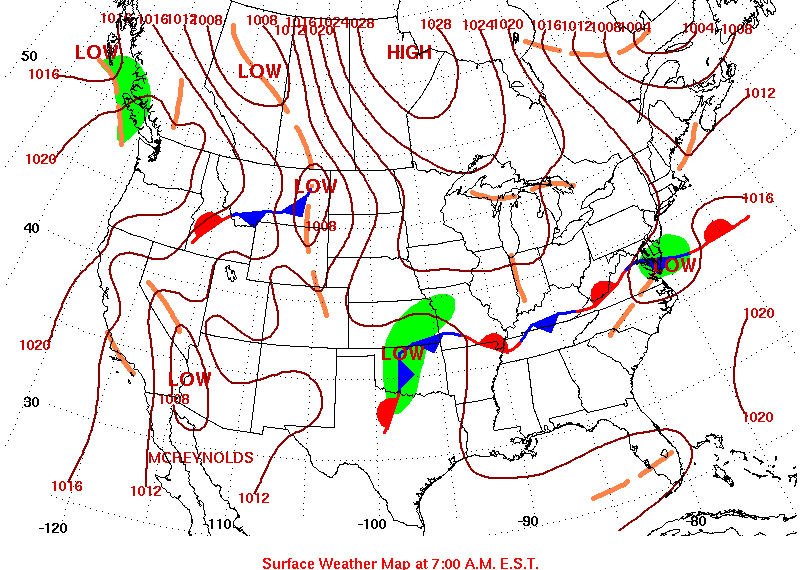 1016 1012 1008 1008 1016 1024 1028 1028 1024 1020 1016 1012 1008 1004 1004 1008
1012 1020
50 LOW HIGH
1016 LOW
1012
1020
LOW
1016
40 1008
LOW
1020
1020 LOW
LOW
30 1008 1020
MCREYNOLDS
1016 1012 1012
-120 -110 -100 -90 -80
Surface Weather Map at 7:00 A.M. E.S.T.